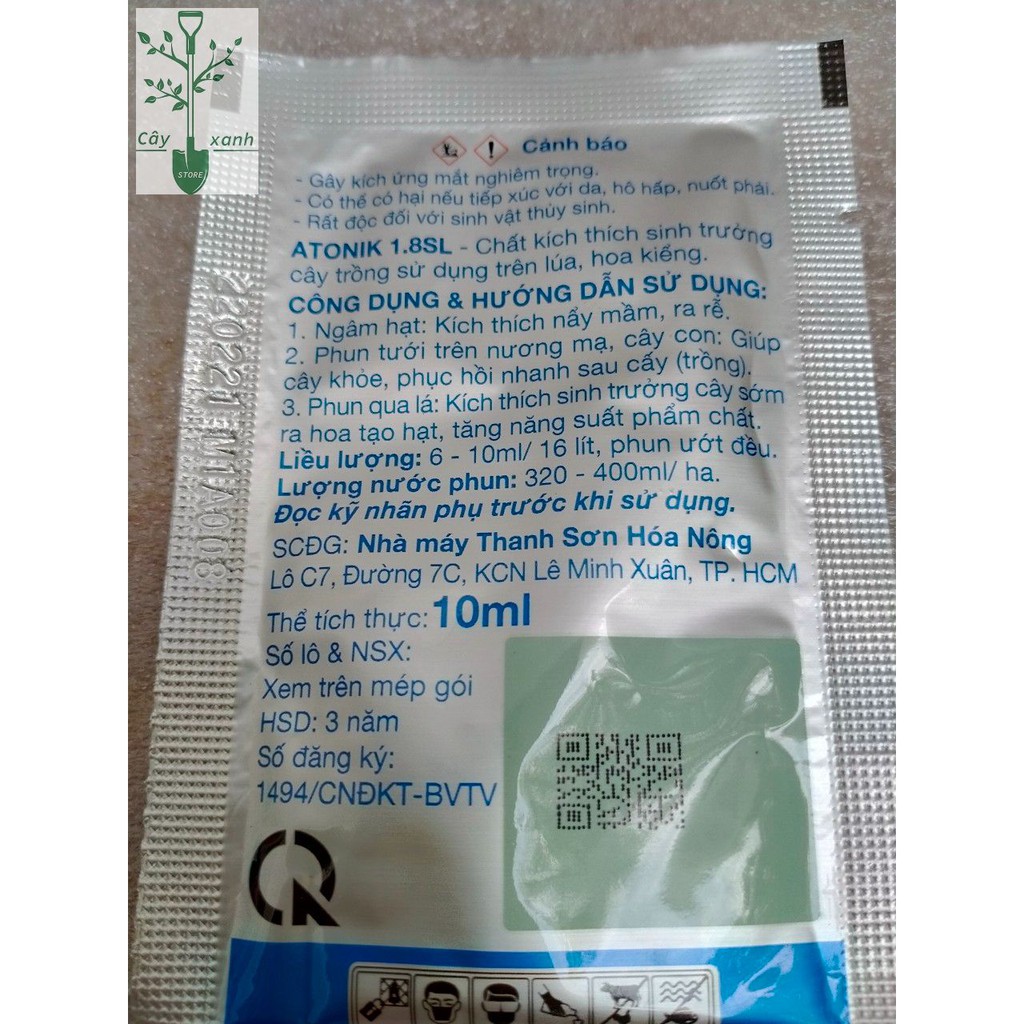 Cây xanh
STORE
Cảnh báo
- Gây kích ứng mắt nghiêm trọng.
- Có thể có hại nếu tiếp xúc với da, hô hấp, nuốt phải.
- Rất độc đối với sinh vật thủy sinh.
ATONIK 1.8SL - Chất kích thích sinh trưởng
cây trồng sử dụng trên lúa, hoa kiểng.
CÔNG DỤNG & HƯỚNG DẪN SỬ DỤNG:
1. Ngâm hạt: Kích thích nẩy mầm, ra rễ.
2. Phun tưới trên nương mạ, cây con: Giúp
cây khỏe, phục hồi nhanh sau cấy (trồng).
3. Phun qua lá: Kích thích sinh trưởng cây sớm
ra hoa tạo hạt, tăng năng suất phẩm chất.
Liều lượng: 6 - 10ml/ 16 lít, phun ướt đều.
Lượng nước phun: 320 - 400ml/ ha.
Đọc kỹ nhãn phụ trước khi sử dụng.
SCĐG: Nhà máy Thanh Sơn Hóa Nông
Lô C7, Đường 7C, KCN Lê Minh Xuân, TP. HCM
Thể tích thực: 10ml
Số lô & NSX:
Xem trên mép gói
HSD: 3 năm
Số đăng ký:
1494/CNĐKT-BVTV